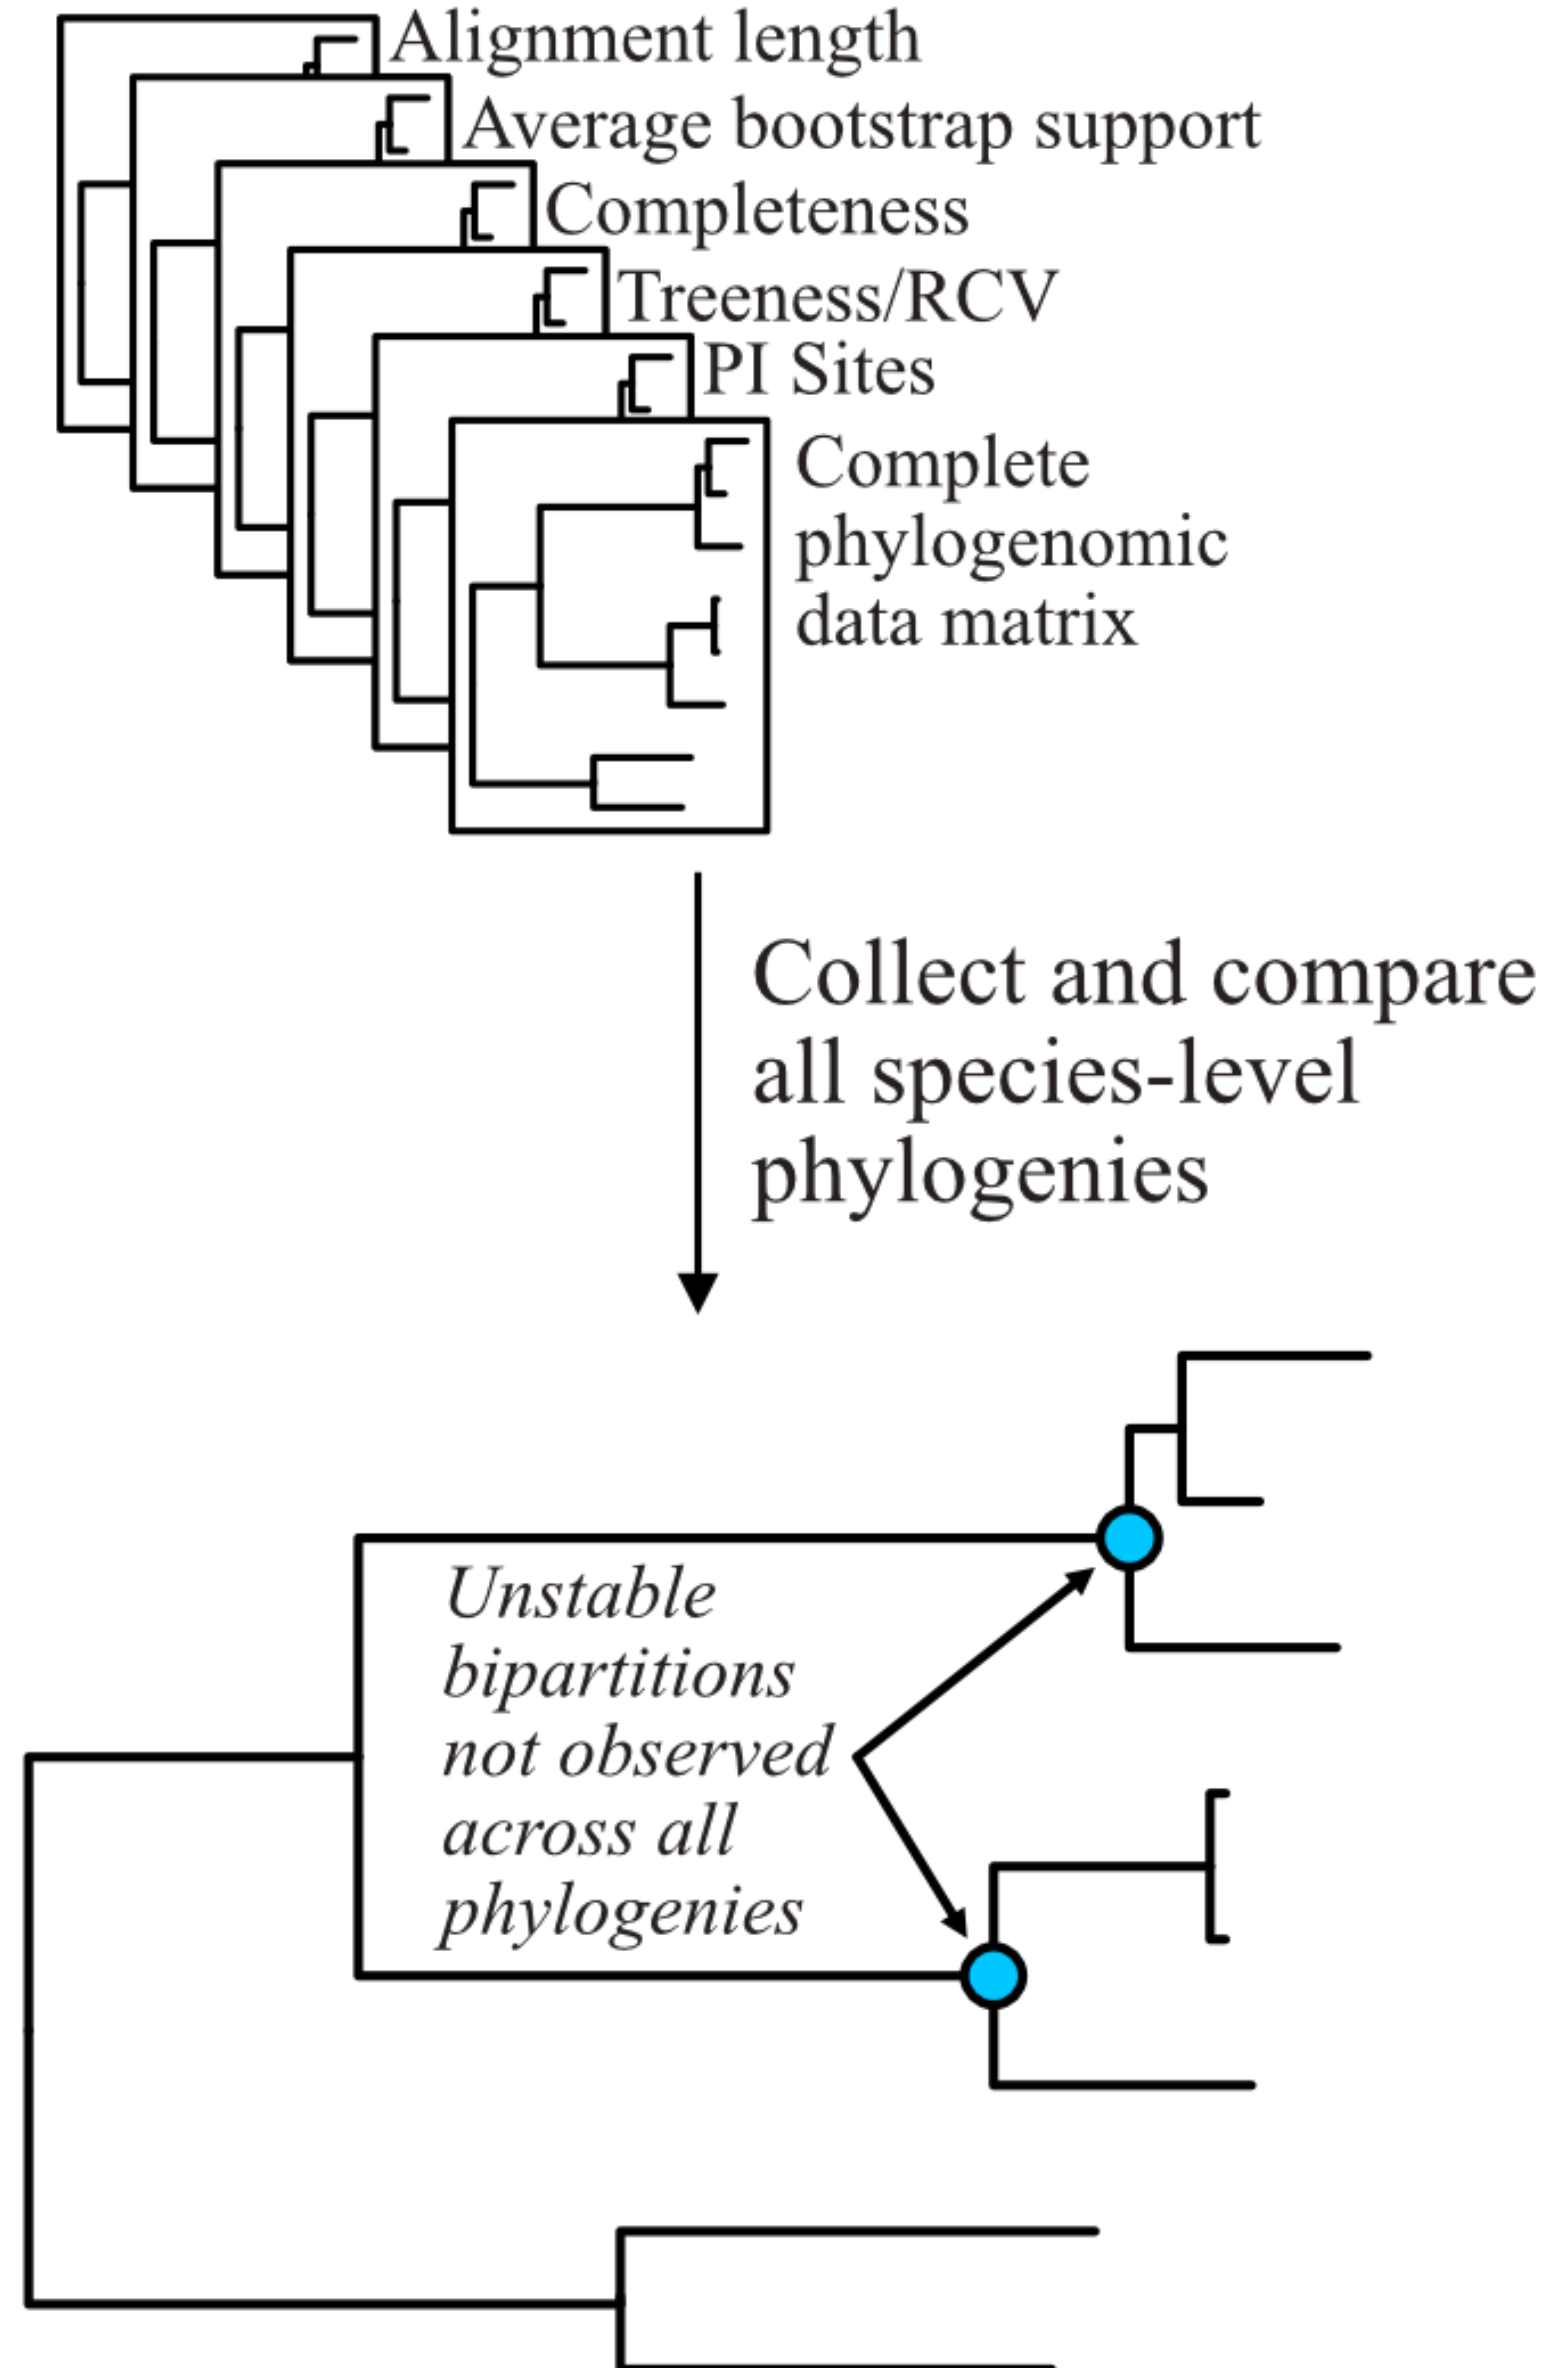 Alignment length
Average bootstrap support
Completeness
Treeness/RCV
PI Sites
Complete
phylogenomic
data matrix
Collect and compare
all species-level
phylogenies
Unstable
bipartitions
not observed
across all
phylogenies